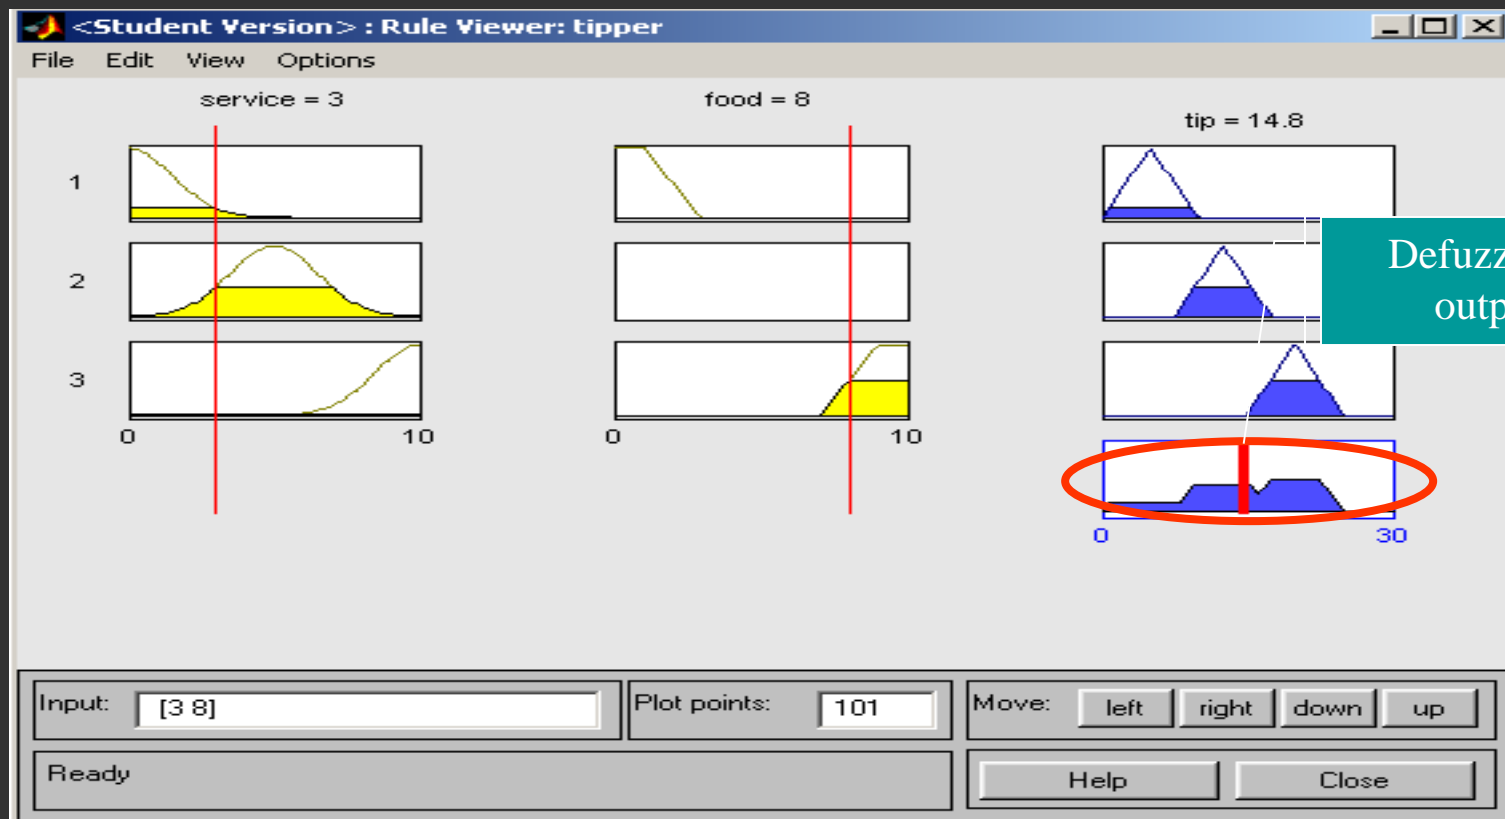 <Student Version> : Rule Viewer: tipper
File Edit View Options
service = 3
food = 8
tip = 14.8
1
2
3
0 10
0 10
0 30
Input: [3 8]
Plot points: 101
Move: left right down up
Ready
Help Close